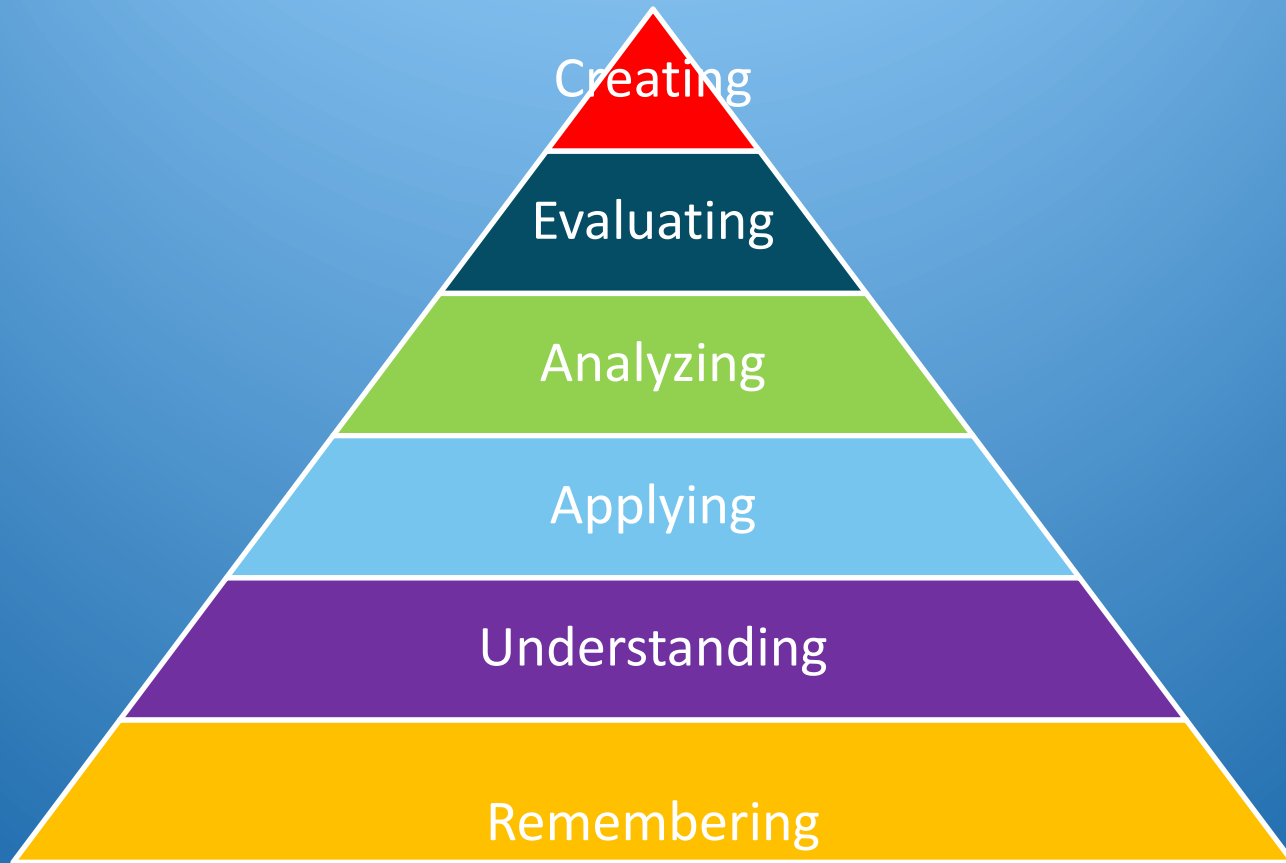 Creating
Evaluating
Analyzing
Applying
Understanding
Remembering